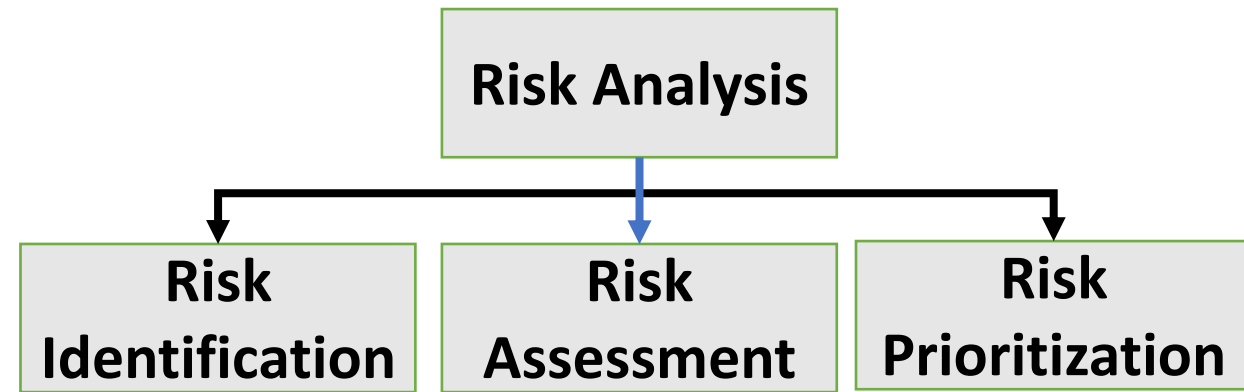 Risk Analysis
Risk
Identification
Risk
Assessment
Risk
Prioritization